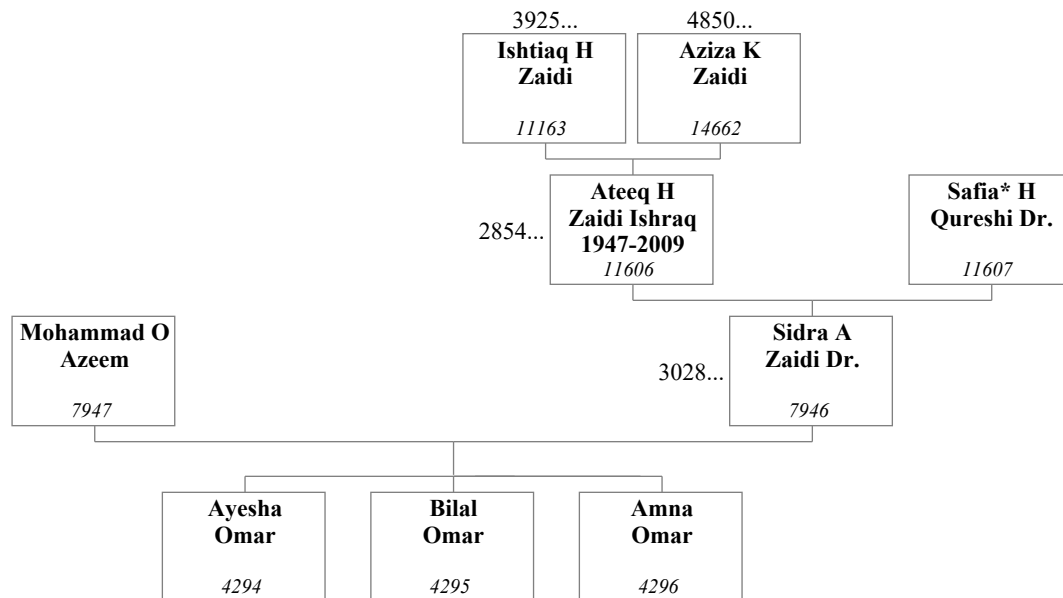 3925...
4850...
Ishtiaq H
Zaidi
11163
Aziza K
Zaidi
14662
2854...
Ateeq H
Zaidi Ishraq
1947-2009
11606
Safia* H
Qureshi Dr.
11607
Mohammad O
Azeem
7947
3028...
Sidra A
Zaidi Dr.
7946
Ayesha
Omar
4294
Bilal
Omar
4295
Amna
Omar
4296